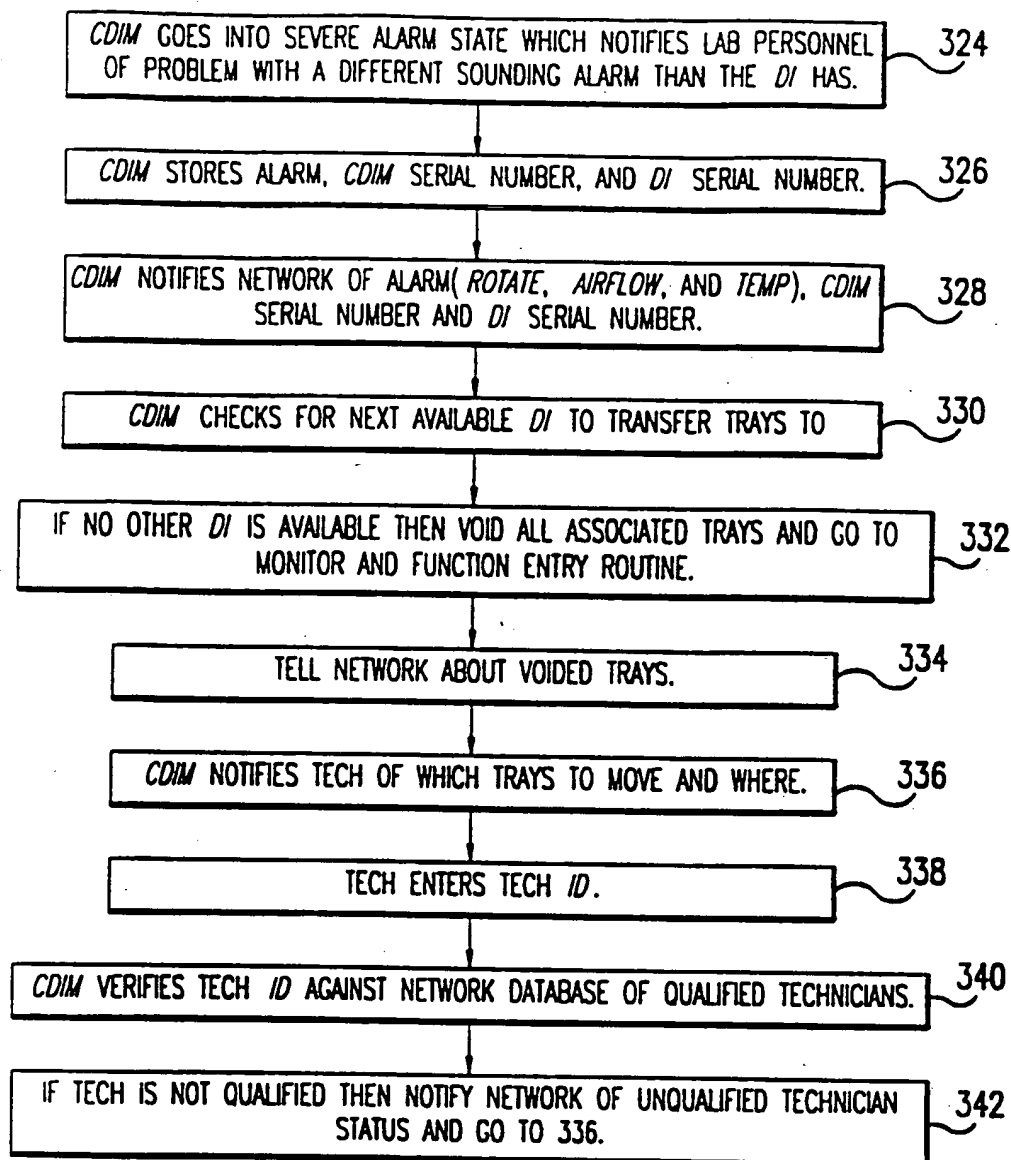 CDIM GOES INTO SEVERE ALARM STATE WHICH NOTIFIES LAB PERSONNEL
OF PROBLEM WITH A DIFFERENT SOUNDING ALARM THAN THE DI HAS.
324
CDIM STORES ALARM, CDIM SERIAL NUMBER, AND DI SERIAL NUMBER.
326
CDIM NOTIFIES NETWORK OF ALARM( ROTATE, AIRFLOW, AND TEMP), CDIM
SERIAL NUMBER AND DI SERIAL NUMBER.
328
CDIM CHECKS FOR NEXT AVAILABLE DI TO TRANSFER TRAYS TO
330
IF NO OTHER DI IS AVAILABLE THEN VOID ALL ASSOCIATED TRAYS AND GO TO
MONITOR AND FUNCTION ENTRY ROUTINE.
332
TELL NETWORK ABOUT VOIDED TRAYS.
334
CDIM NOTIFIES TECH OF WHICH TRAYS TO MOVE AND WHERE.
336
TECH ENTERS TECH ID.
338
CDIM VERIFIES TECH ID AGAINST NETWORK DATABASE OF QUALIFIED TECHNICIANS.
340
IF TECH IS NOT QUALIFIED THEN NOTIFY NETWORK OF UNQUALIFIED TECHNICIAN
STATUS AND GO TO 336.
342